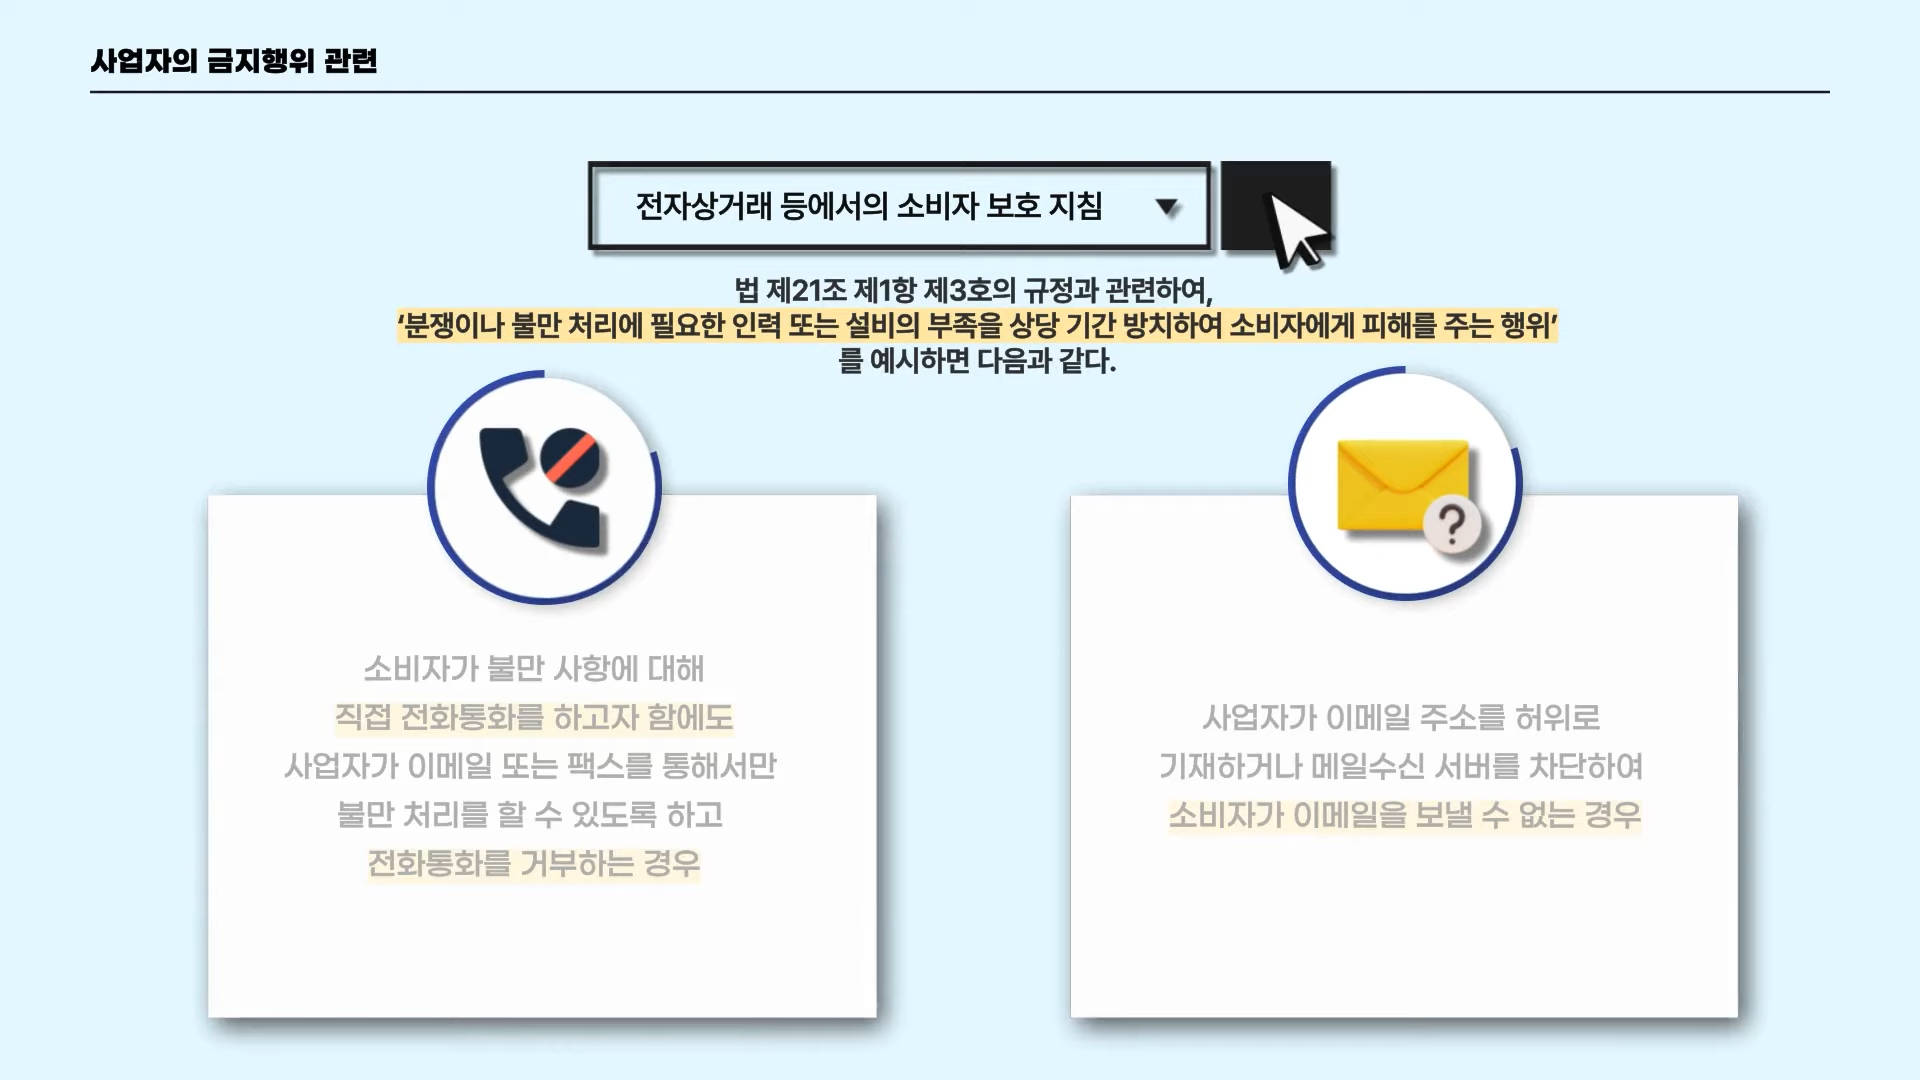 사업자의 금지행위 관련
전자상거래 등에서의 소비자 보호 지침
법 제21조 제1항 제3호의 규정과 관련하여,
‘분쟁이나 불만 처리에 필요한 인력 또는 설비의 부족을 상당 기간 방치하여 소비자에게 피해를 주는 행위’
를 예시하면 다음과 같다.
소비자가 불만 사항에 대해
직접 전화통화를 하고자 함에도
사업자가 이메일 또는 팩스를 통해서만
불만 처리를 할 수 있도록 하고
전화통화를 거부하는 경우
?
사업자가 이메일 주소를 허위로
기재하거나 메일수신 서버를 차단하여
소비자가 이메일을 보낼 수 없는 경우